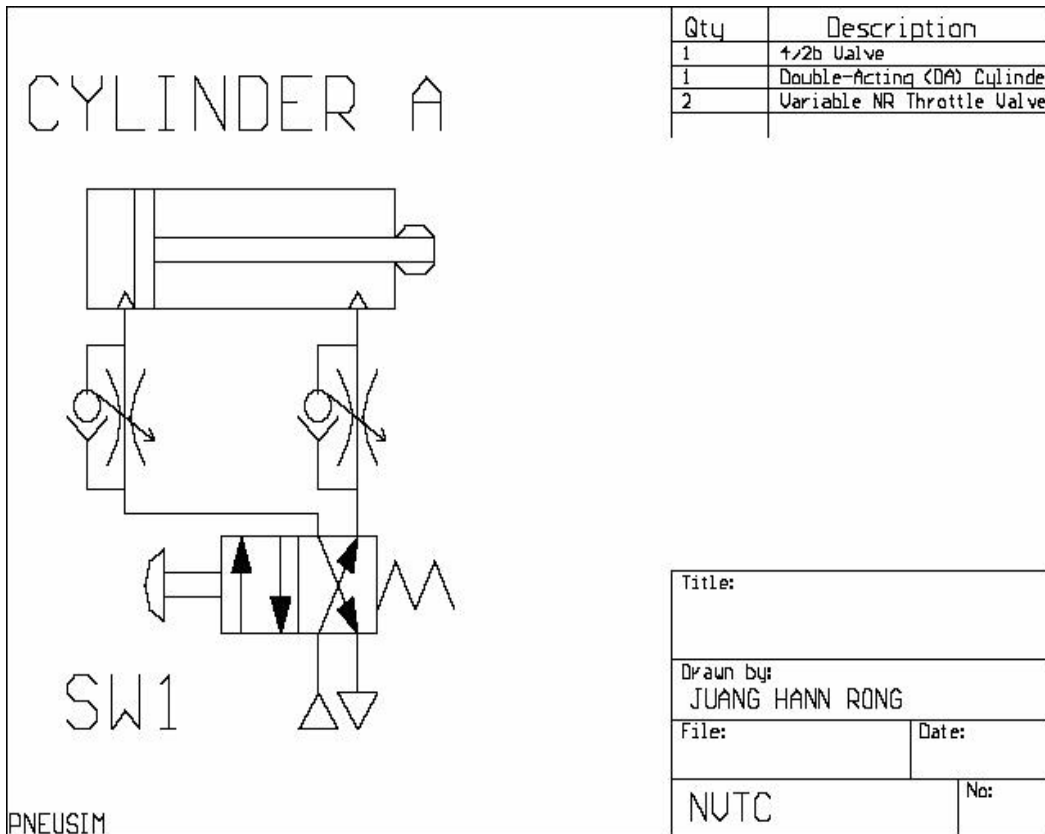 Qty Description
1 4/2b Valve
1 Double-Acting (DA) Cylinde
2 Variable NR Throttle Valve
CYLINDER A
SW1
Title:
Drawn by:
JUANG HANN RONG
File: Date:
NVTC No:
PNEUSIM